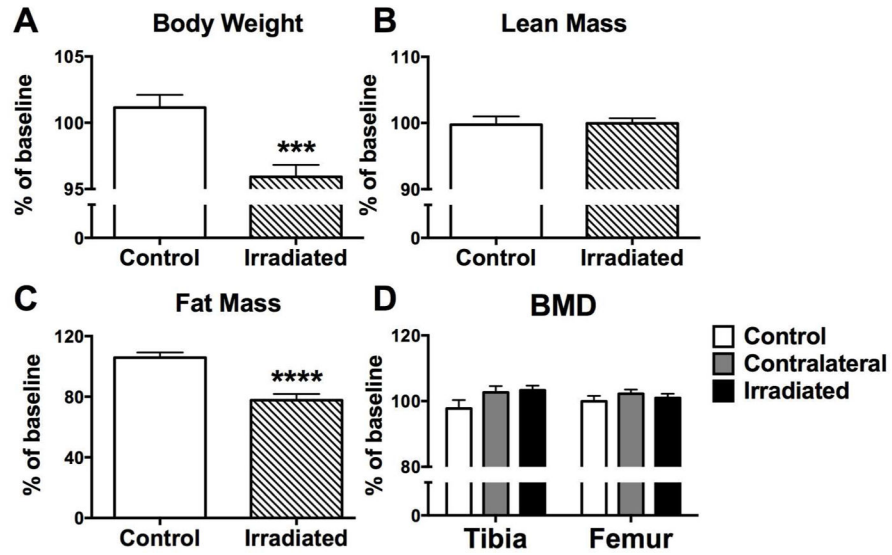 A
Body Weight
% of baseline
105
100
95
0
***
Control
Irradiated
B
Lean Mass
% of baseline
110
100
90
0
Control
Irradiated
C
Fat Mass
% of baseline
120
80
40
0
****
Control
Irradiated
D
BMD
% of baseline
120
100
80
0
Tibia
Femur
Control
Contralateral
Irradiated